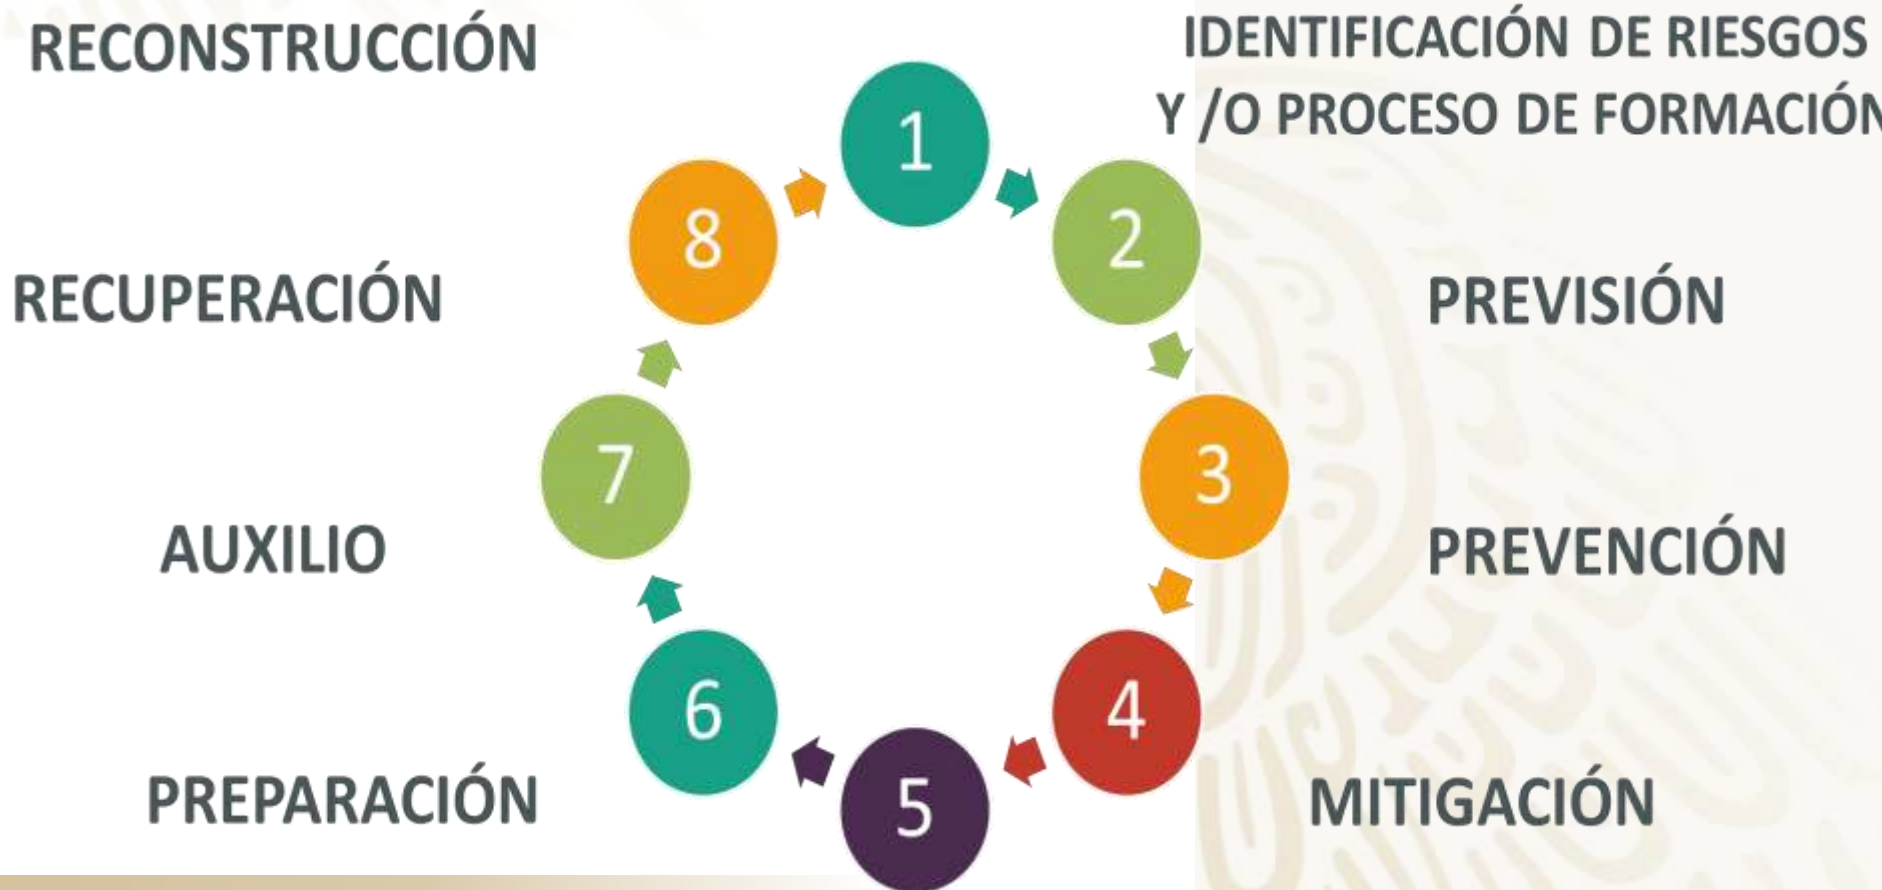 RECONSTRUCCIÓN
IDENTIFICACIÓN DE RIESGOS
Y /O PROCESO DE FORMACIÓN
1
8
2
RECUPERACIÓN
PREVISIÓN
7
3
AUXILIO
PREVENCIÓN
6
4
PREPARACIÓN
5
MITIGACIÓN